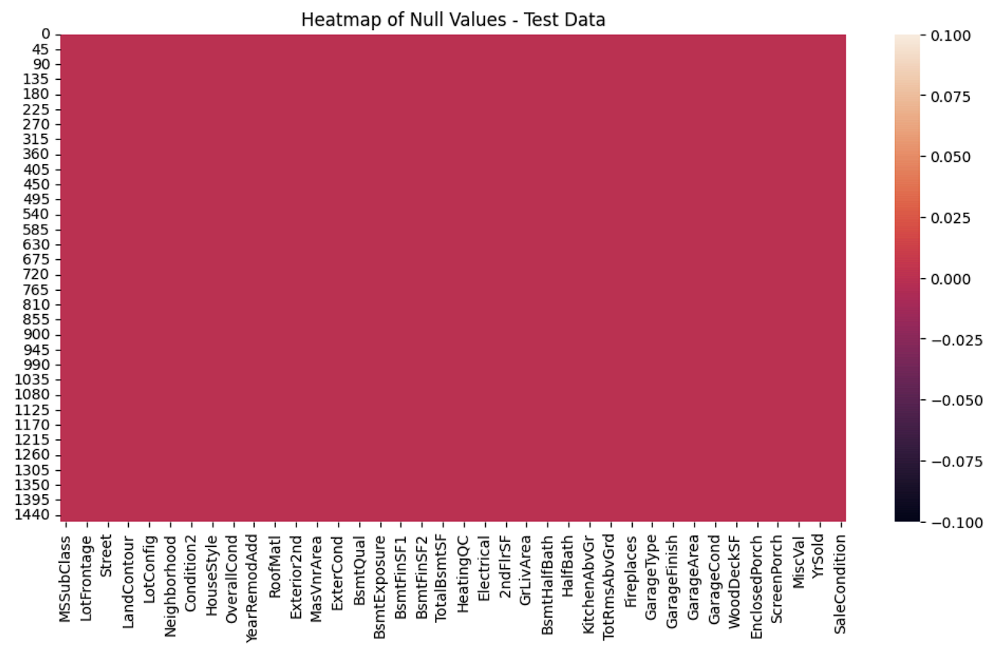 Heatmap of Null Values - Test Data
0
45
90
135
180
225
270
315
360
405
450
495
540
585
630
675
720
765
810
855
900
945
990
1035
1080
1125
1170
1215
1260
1305
1350
1395
1440
MSSubClass
LotFrontage
Street
LandContour
LotConfig
Neighborhood
Condition2
HouseStyle
OverallCond
YearRemodAdd
RoofMatl
Exterior2nd
MasVnrArea
ExterCond
BsmtQual
BsmtExposure
BsmtFinSF1
BsmtFinSF2
TotalBsmtSF
HeatingQC
Electrical
2ndFlrSF
GrLivArea
BsmtHalfBath
HalfBath
KitchenAbvGr
TotRmsAbvGrd
Fireplaces
GarageType
GarageFinish
GarageArea
GarageCond
WoodDeckSF
EnclosedPorch
ScreenPorch
MiscVal
YrSold
SaleCondition
0.100
0.075
0.050
0.025
0.000
−0.025
−0.050
−0.075
−0.100